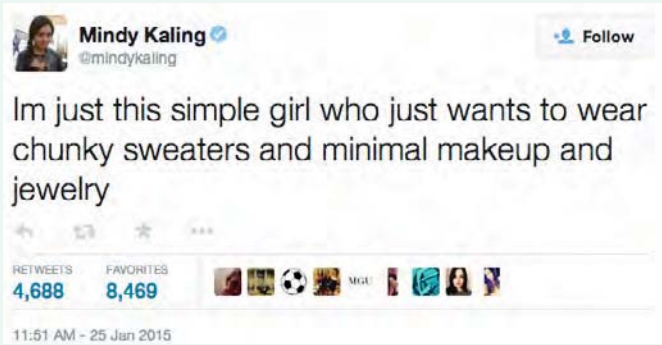 Mindy Kaling
Follow
@mindykaling
Im just this simple girl who just wants to wear
chunky sweaters and minimal makeup and
jewelry
RETWEETS FAVORITES
4,688 8,469
MGU
11:51 AM - 25 Jan 2015